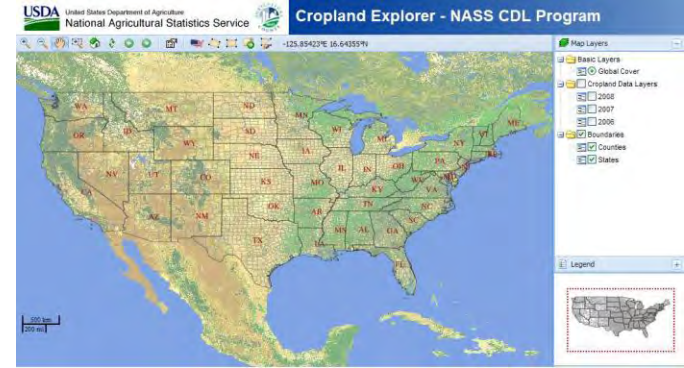 USDA United States Department of Agriculture
National Agricultural Statistics Service
Cropland Explorer - NASS CDL Program
-125.85423°E 16.64355°N
Map Layers
Basic Layers
Global Cover
Cropland Data Layers
2008
2007
2006
Boundaries
Counties
States
Legend
WA
MT
ND
MN
OR
ID
WY
SD
WI
MI
NY
VT
ME
NV
UT
CO
NE
IA
IL
IN
OH
PA
CA
AZ
NM
KS
MO
KY
WV
VA
OK
AR
TN
NC
SC
TX
LA
MS
AL
GA
FL
500 km
200 mi